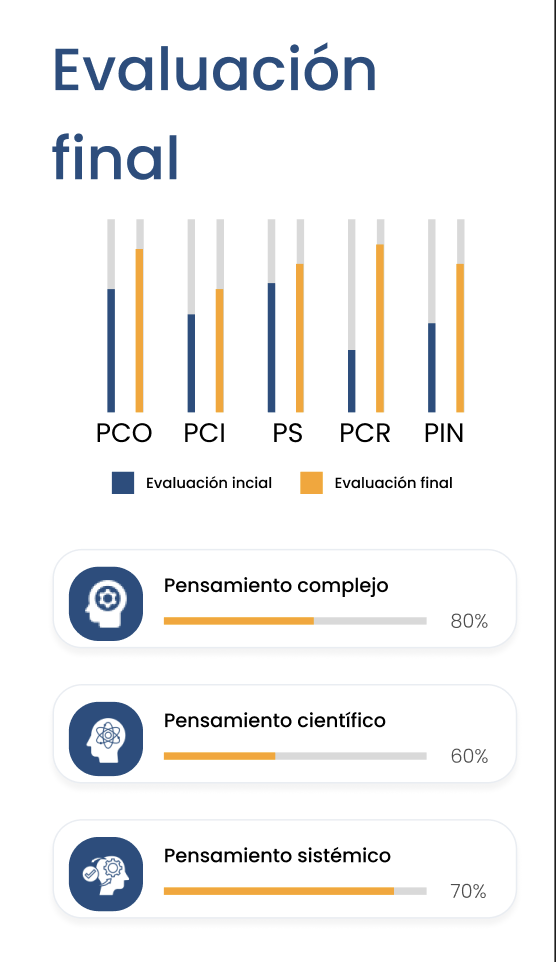 Evaluación
final
PCO PCI PS PCR PIN
Evaluación incial Evaluación final
Pensamiento complejo
80%
Pensamiento científico
60%
Pensamiento sistémico
70%